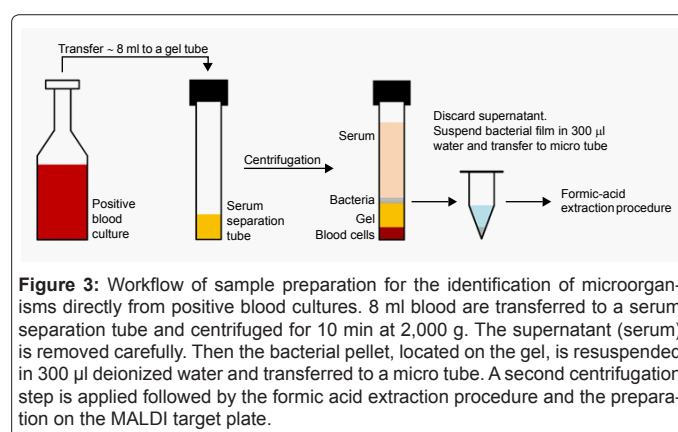 Transfer ~ 8 ml to a gel tube
Positive
blood
culture
Serum
separation
tube
Centrifugation
Serum
Bacteria
Gel
Blood cells
Discard supernatant.
Suspend bacterial film in 300 µl
water and transfer to micro tube
Formic-acid
extraction procedure
Figure 3: Workflow of sample preparation for the identification of microorgan-
isms directly from positive blood cultures. 8 ml blood are transferred to a serum
separation tube and centrifuged for 10 min at 2,000 g. The supernatant (serum)
is removed carefully. Then the bacterial pellet, located on the gel, is resuspended
in 300 µl deionized water and transferred to a micro tube. A second centrifugation
step is applied followed by the formic acid extraction procedure and the prepara-
tion on the MALDI target plate.